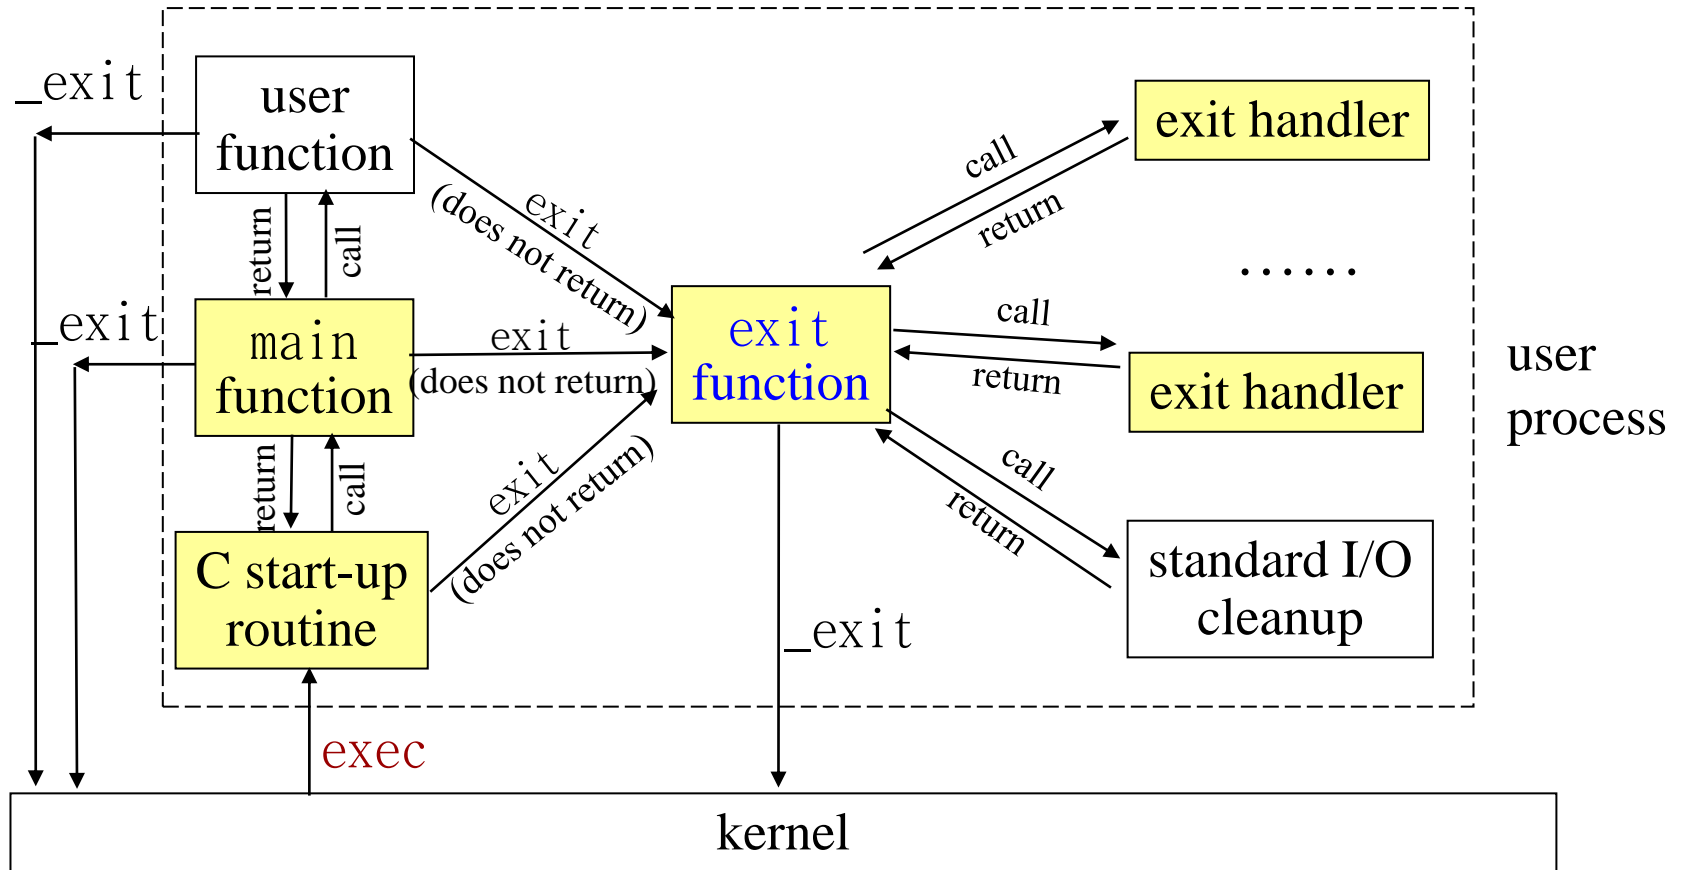 _exit
user
function
exit handler
call
return
exit
(does not return)
return
call
......
_exit
main
function
exit
(does not return)
exit
function
call
return
exit handler
user
process
return
call
exit
(does not return)
call
return
C start-up
routine
standard I/O
cleanup
_exit
exec
kernel